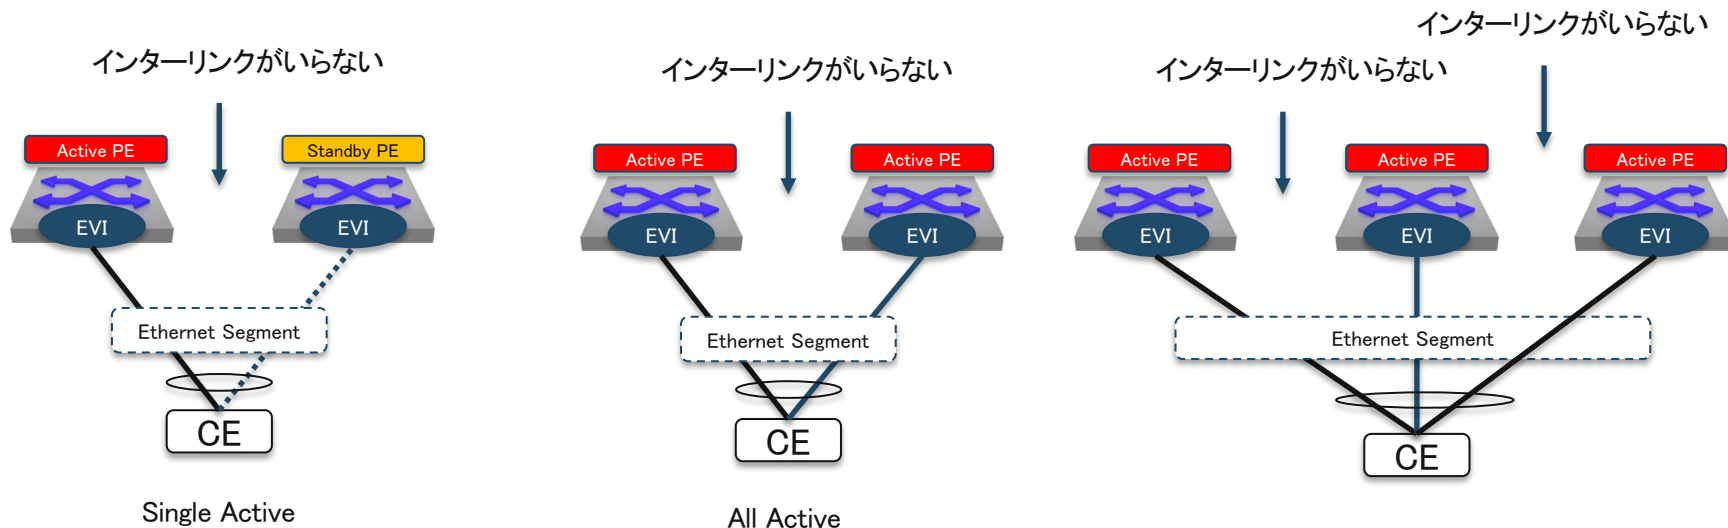 インターリンクがいらない
Active PE
Standby PE
EVI
EVI
Ethernet Segment
CE
Single Active
インターリンクがいらない
Active PE
Active PE
EVI
EVI
Ethernet Segment
CE
All Active
インターリンクがいらない
インターリンクがいらない
Active PE
Active PE
Active PE
EVI
EVI
EVI
Ethernet Segment
CE